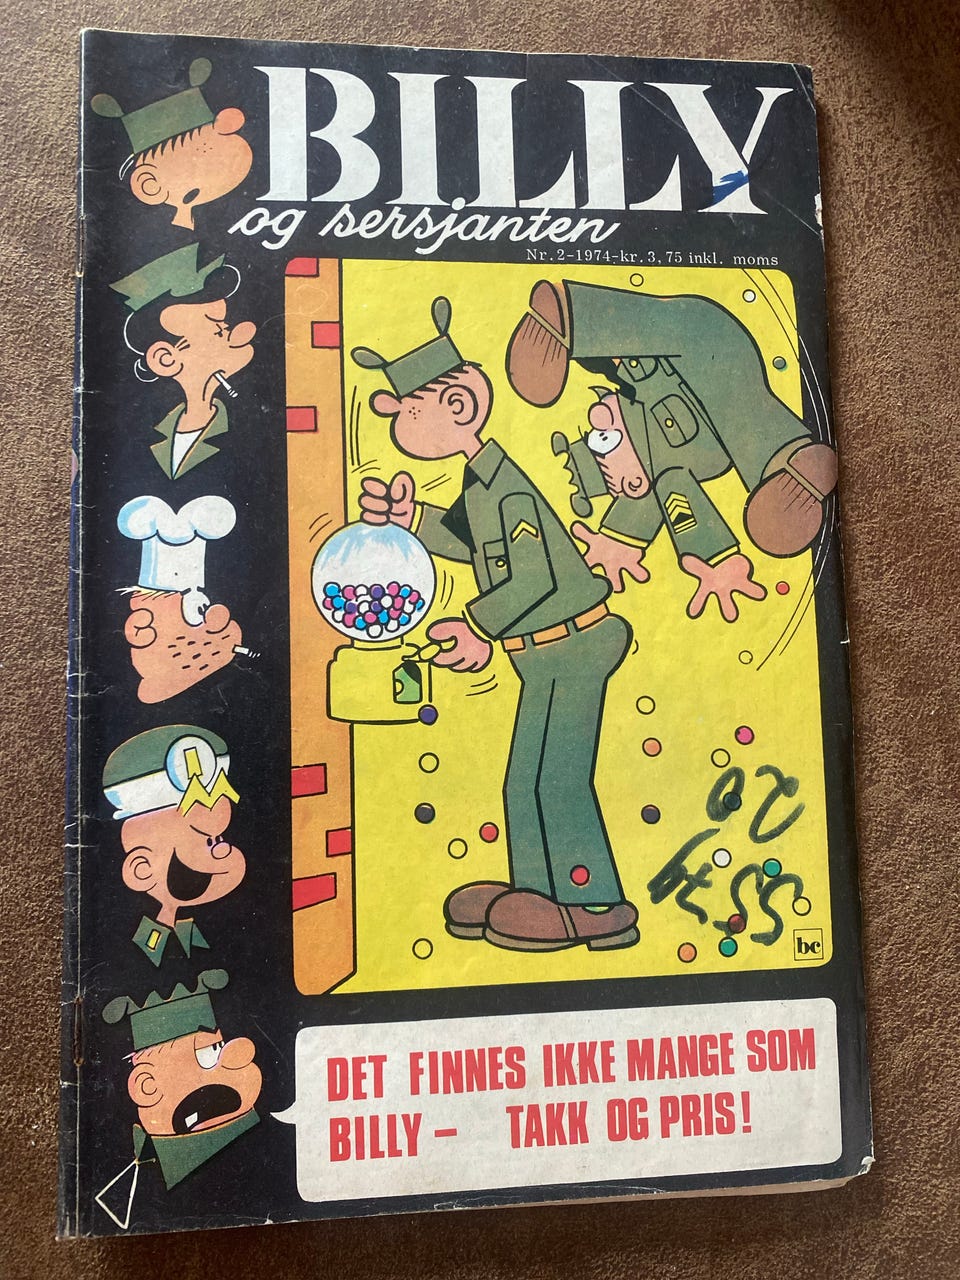 BILLY
og sersjanten
Nr.2-1974-kr.3,75 inkl. moms
bc
DET FINNES IKKE MANGE SOM
BILLY- TAKK OG PRIS!